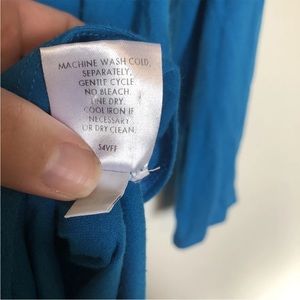 MACHINE WASH COLD,
SEPARATELY,
GENTLE CYCLE
NO BLEACH.
LINE DRY.
COOL IRON IF
NECESSARY
OR DRY CLEAN.
S4VFF